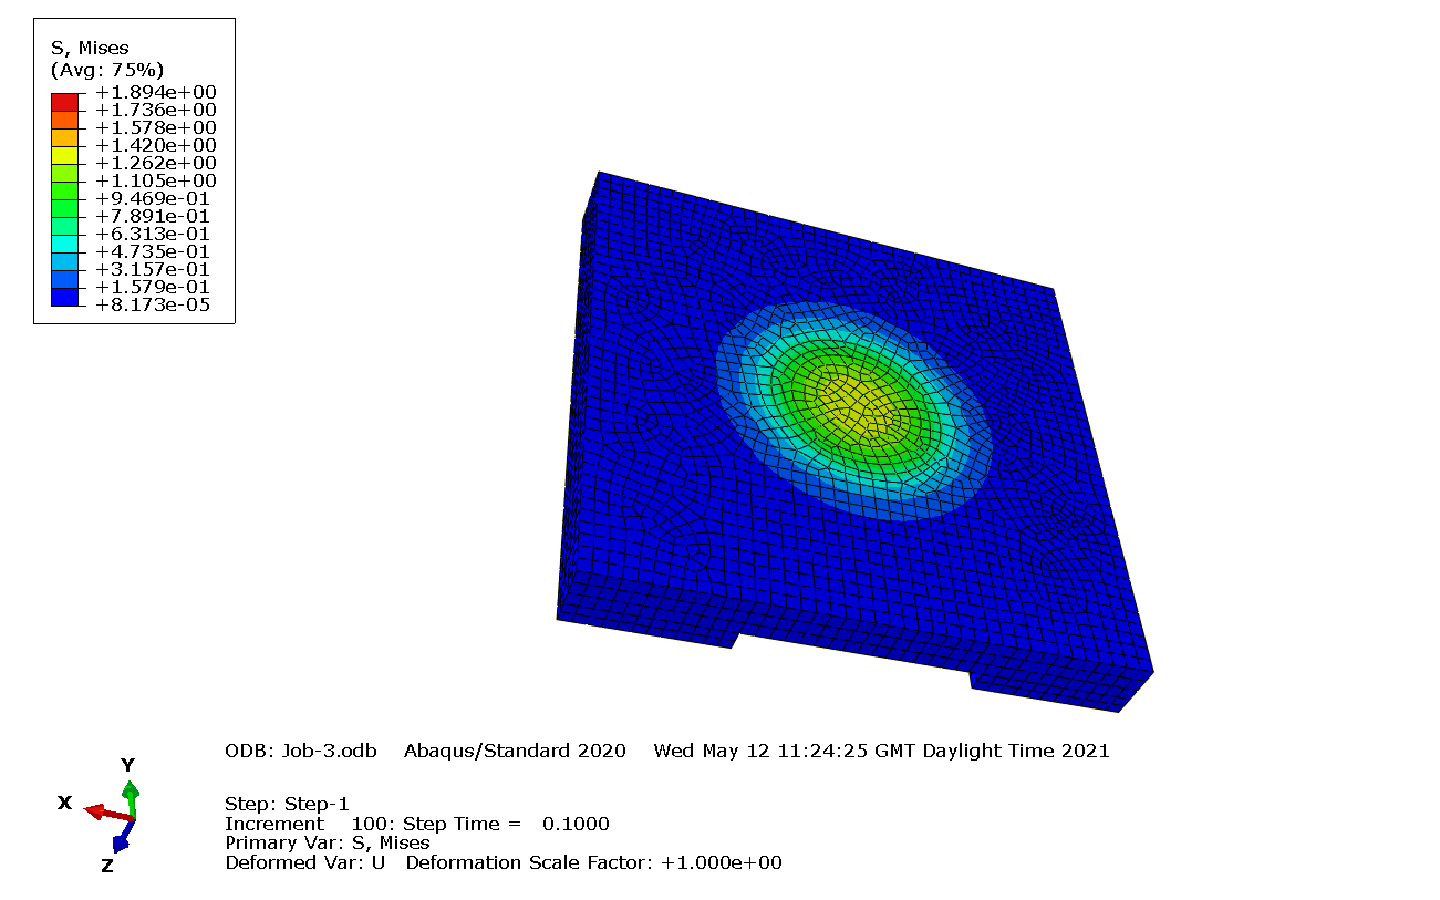 S, Mises
(Avg: 75%)
+1.894e+00
+1.736e+00
+1.578e+00
+1.420e+00
+1.262e+00
+1.105e+00
+9.469e-01
+7.891e-01
+6.313e-01
+4.735e-01
+3.157e-01
+1.579e-01
+8.173e-05
ODB: Job-3.odb Abaqus/Standard 2020 Wed May 12 11:24:25 GMT Daylight Time 2021
Y
X
Z
Step: Step-1
Increment 100: Step Time = 0.1000
Primary Var: S, Mises
Deformed Var: U Deformation Scale Factor: +1.000e+00